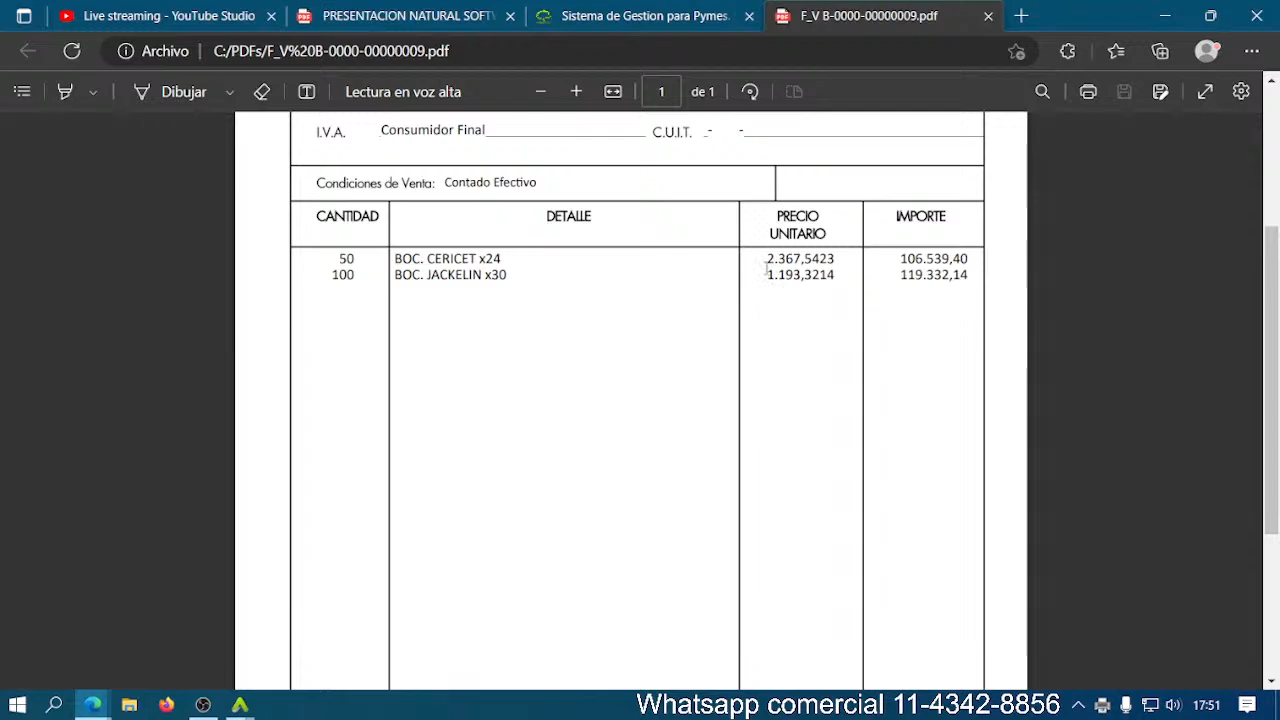 Live streaming - YouTube Studio
PRESENTACION NATURAL SOFTW
Sistema de Gestion para Pymes.
F_V B-0000-00000009.pdf
Archivo C:/PDFs/F_V%20B-0000-00000009.pdf
Dibujar Lectura en voz alta 1 de 1
I.V.A. Consumidor Final C.U.I.T. - -
Condiciones de Venta: Contado Efectivo
CANTIDAD DETALLE PRECIO UNITARIO IMPORTE
50 BOC. CERICET x24 2.367,5423 106.539,40
100 BOC. JACKELIN x30 1.193,3214 119.332,14
Whatsapp comercial 11-4342-8856
17:51